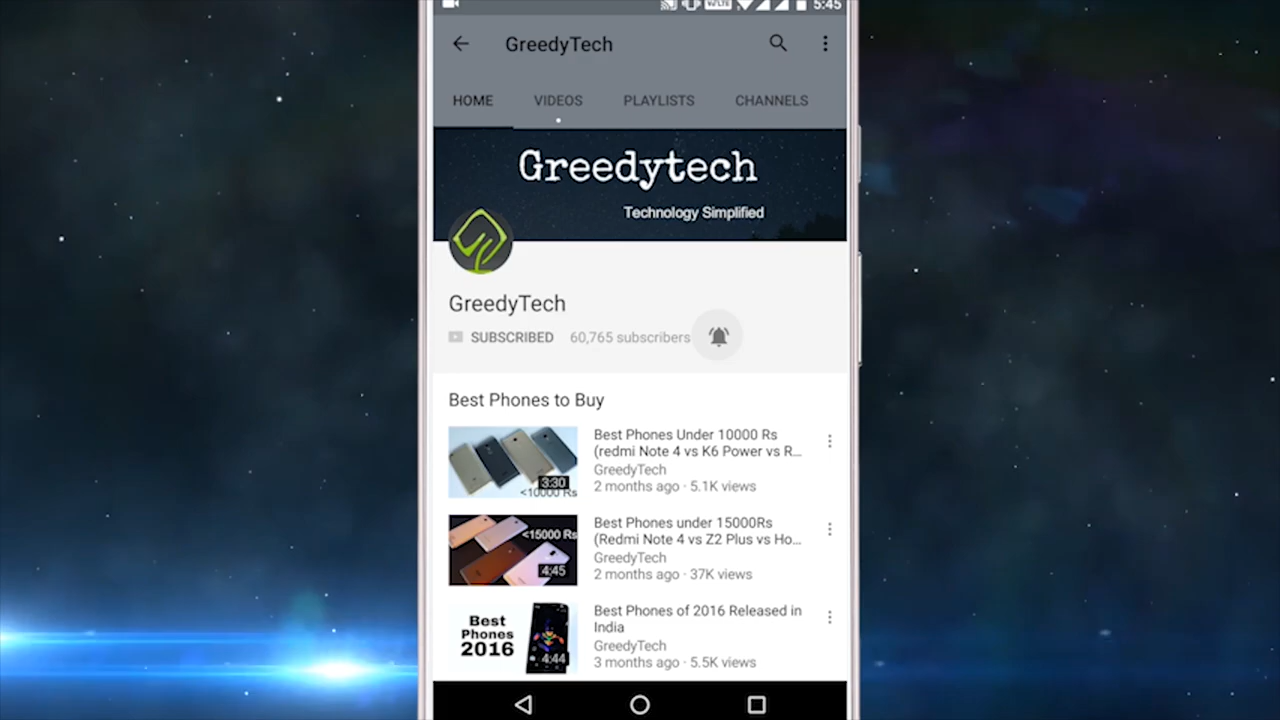 VoLTE
5:45
GreedyTech
HOME
VIDEOS
PLAYLISTS
CHANNELS
Greedytech
Technology Simplified
GreedyTech
SUBSCRIBED
60,765 subscribers
Best Phones to Buy
3:30
<10000 Rs
Best Phones Under 10000 Rs
(redmi Note 4 vs K6 Power vs R...
GreedyTech
2 months ago · 5.1K views
<15000 Rs
4:45
Best Phones under 15000Rs
(Redmi Note 4 vs Z2 Plus vs Ho...
GreedyTech
2 months ago · 37K views
Best
Phones
2016
4:44
Best Phones of 2016 Released in
India
GreedyTech
3 months ago · 5.5K views